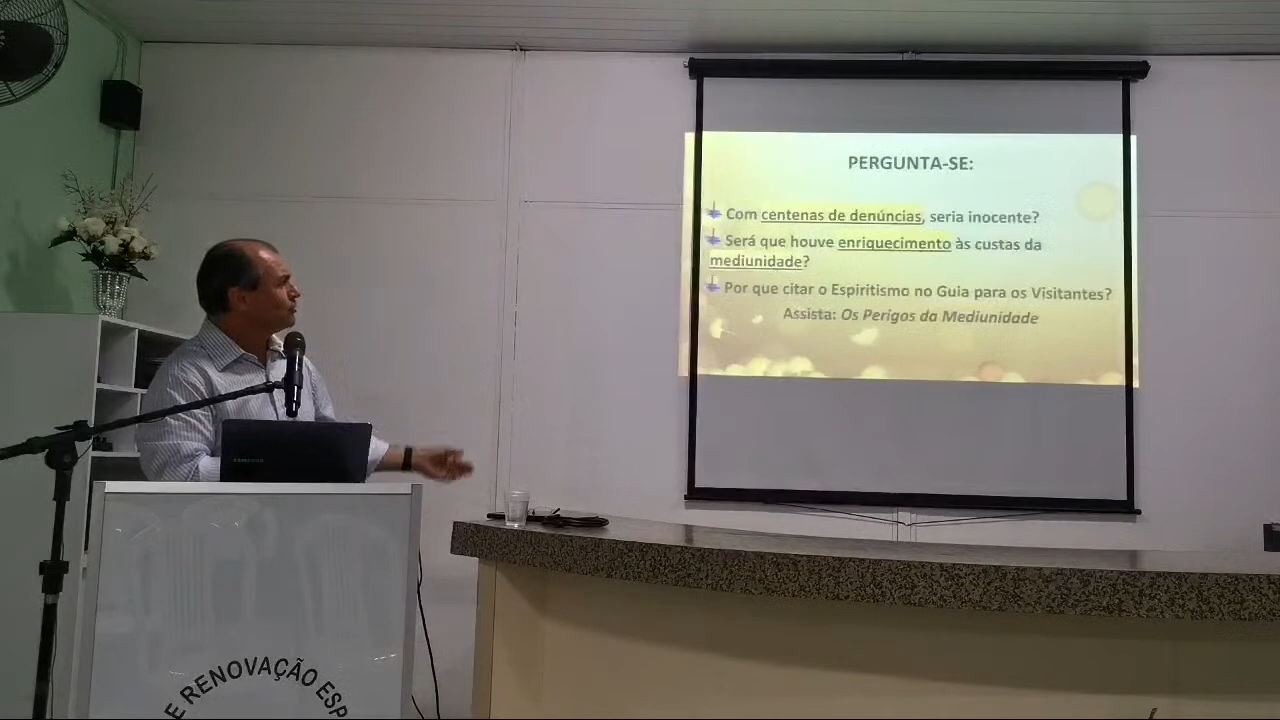 PERGUNTA-SE:
Com centenas de denúncias, seria inocente?
Será que houve enriquecimento às custas da
mediunidade?
Por que citar o Espiritismo no Guia para os Visitantes?
Assista: Os Perigos da Mediunidade
SAMSUNG
E RENOVAÇÃO ESP